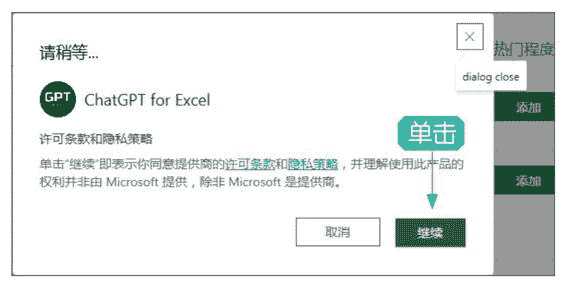 请稍等...
热门程度
dialog close
GPT
ChatGPT for Excel
添加
许可条款和隐私策略
单击
单击“继续”即表示你同意提供商的许可条款和隐私策略，并理解使用此产品的
权利并非由 Microsoft 提供，除非 Microsoft 是提供商。
添加
取消
继续